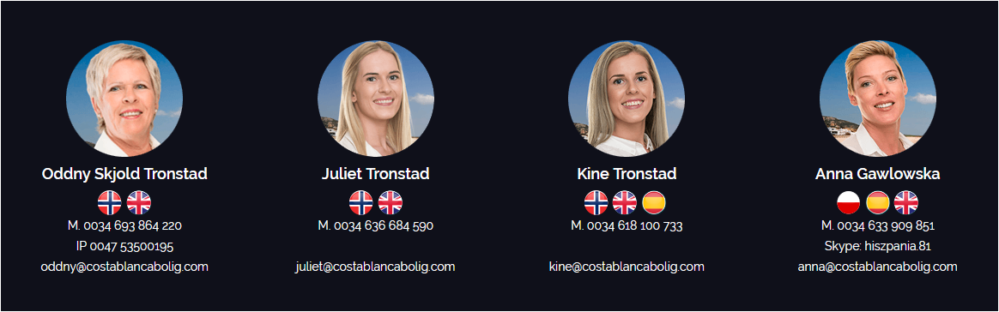 Oddny Skjold Tronstad
M. 0034 693 864 220
IP 0047 53500195
oddny@costablancabolig.com
Juliet Tronstad
M. 0034 636 684 590
juliet@costablancabolig.com
Kine Tronstad
M. 0034 618 100 733
kine@costablancabolig.com
Anna Gawlowska
M. 0034 633 909 851
Skype: hiszpania.81
anna@costablancabolig.com